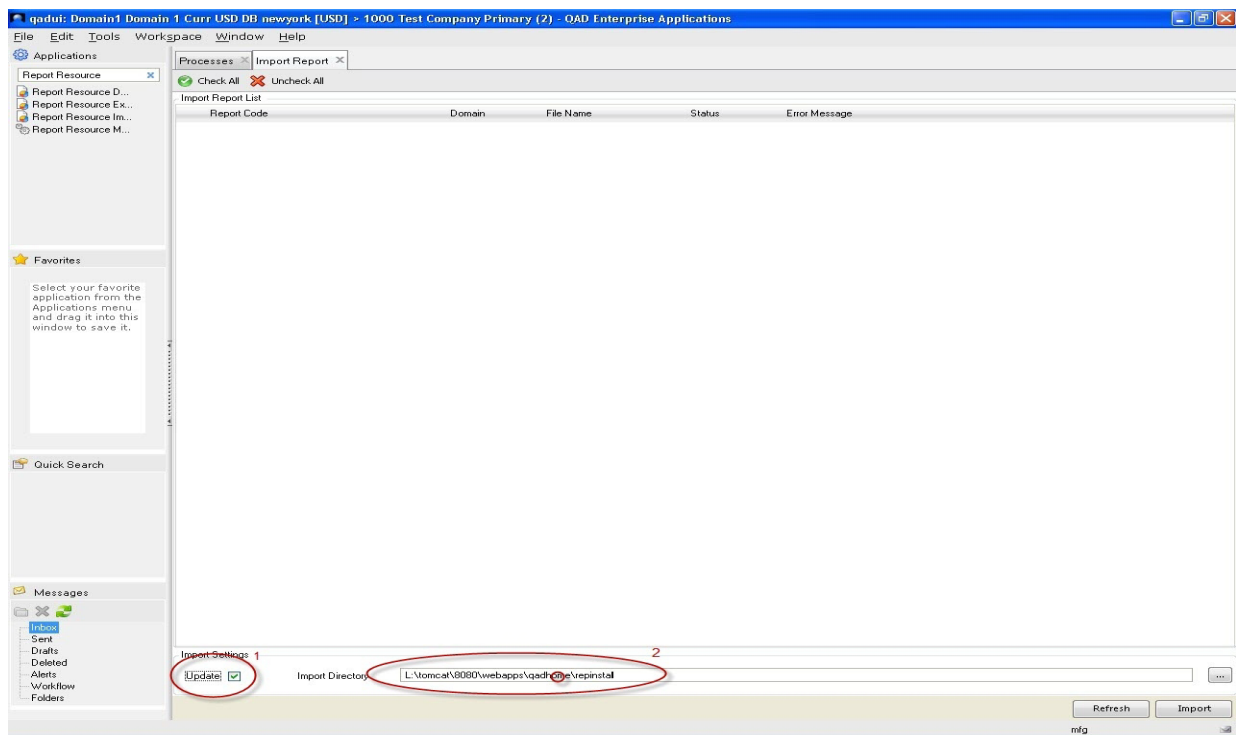 qadui: Domain1 Domain 1 Curr USD DB newyork [USD] > 1000 Test Company Primary (2) - QAD Enterprise Applications
File Edit Tools Workspace Window Help
Applications
Report Resource
Report Resource D...
Report Resource Ex...
Report Resource Im...
Report Resource M...
Favorites
Select your favorite
application from the
Applications menu
and drag it into this
window to save it.
Quick Search
Messages
Inbox
Sent
Drafts
Deleted
Alerts
Workflow
Folders
Processes Import Report
Check All Uncheck All
Import Report List
Report Code Domain File Name Status Error Message
Import Settings 1 2
Update Import Directory L:\tomcat\8080\webapps\qadhome\repinstall
...
Refresh Import
mfg